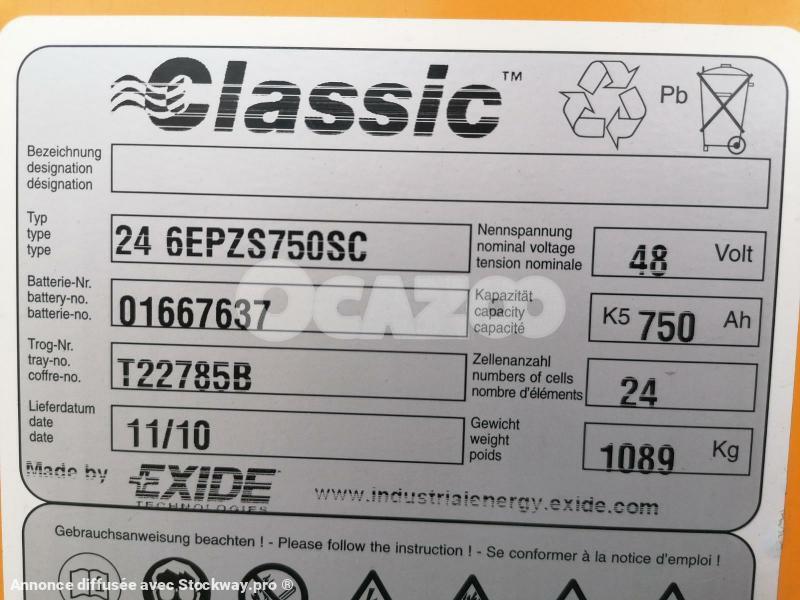 Classic™
Pb
Bezeichnung
designation
désignation
Typ
type
type
24 6EPZS750SC
Nennspannung
nominal voltage
tension nominale
48 Volt
Batterie-Nr.
battery-no.
batterie-no.
01667637
Kapazität
capacity
capacité
K5 750 Ah
OCAZOO
Trog-Nr.
tray-no.
coffre-no.
T22785B
Zellenanzahl
numbers of cells
nombre d'éléments
24
Lieferdatum
date
date
11/10
Gewicht
weight
poids
1089 Kg
Made by EXIDE
TECHNOLOGIES
www.industrialenergy.exide.com
Gebrauchsanweisung beachten ! - Please follow the instruction ! - Se conformer à la notice d'emploi !
Annonce diffusée avec Stockway.pro ®